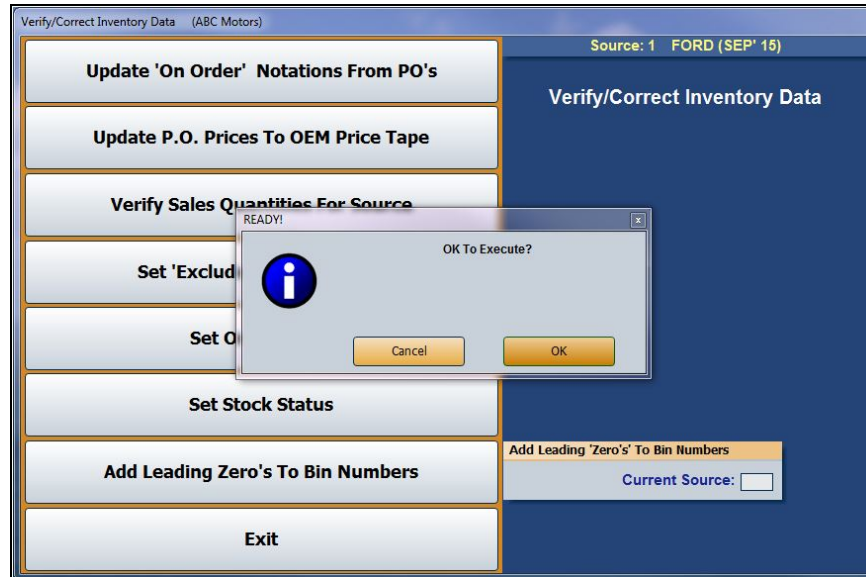 Verify/Correct Inventory Data (ABC Motors)
Source: 1 FORD (SEP' 15)
Verify/Correct Inventory Data
Update 'On Order' Notations From PO's
Update P.O. Prices To OEM Price Tape
Verify Sales Quantities For Source
READY!
x
OK To Execute?
Set 'Exclud
Set O
Cancel
OK
Set Stock Status
Add Leading 'Zero's' To Bin Numbers
Add Leading Zero's To Bin Numbers
Current Source:
Exit